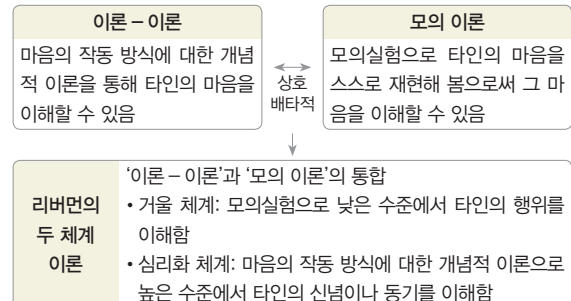 이론 – 이론
마음의 작동 방식에 대한 개념
적 이론을 통해 타인의 마음을
이해할 수 있음
상호
배타적
모의 이론
모의실험으로 타인의 마음을
스스로 재현해 봄으로써 그 마
음을 이해할 수 있음
리버먼의
두 체계
이론
‘이론 – 이론’과 ‘모의 이론’의 통합
• 거울 체계: 모의실험으로 낮은 수준에서 타인의 행위를
이해함
• 심리화 체계: 마음의 작동 방식에 대한 개념적 이론으로
높은 수준에서 타인의 신념이나 동기를 이해함